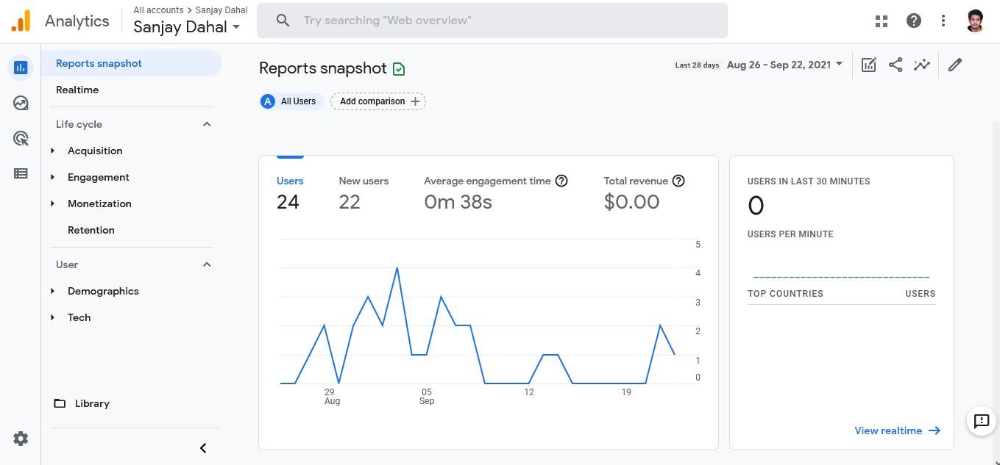 Analytics
All accounts > Sanjay Dahal
Sanjay Dahal
Try searching "Web overview"
Reports snapshot
Realtime
Life cycle
Acquisition
Engagement
Monetization
Retention
User
Demographics
Tech
Library
Reports snapshot
Last 28 days Aug 26 - Sep 22, 2021
A All Users
Add comparison
Users New users Average engagement time Total revenue
24 22 0m 38s $0.00
5
4
3
2
1
0
29 05 12 19
Aug Sep
USERS IN LAST 30 MINUTES
0
USERS PER MINUTE
TOP COUNTRIES USERS
View realtime